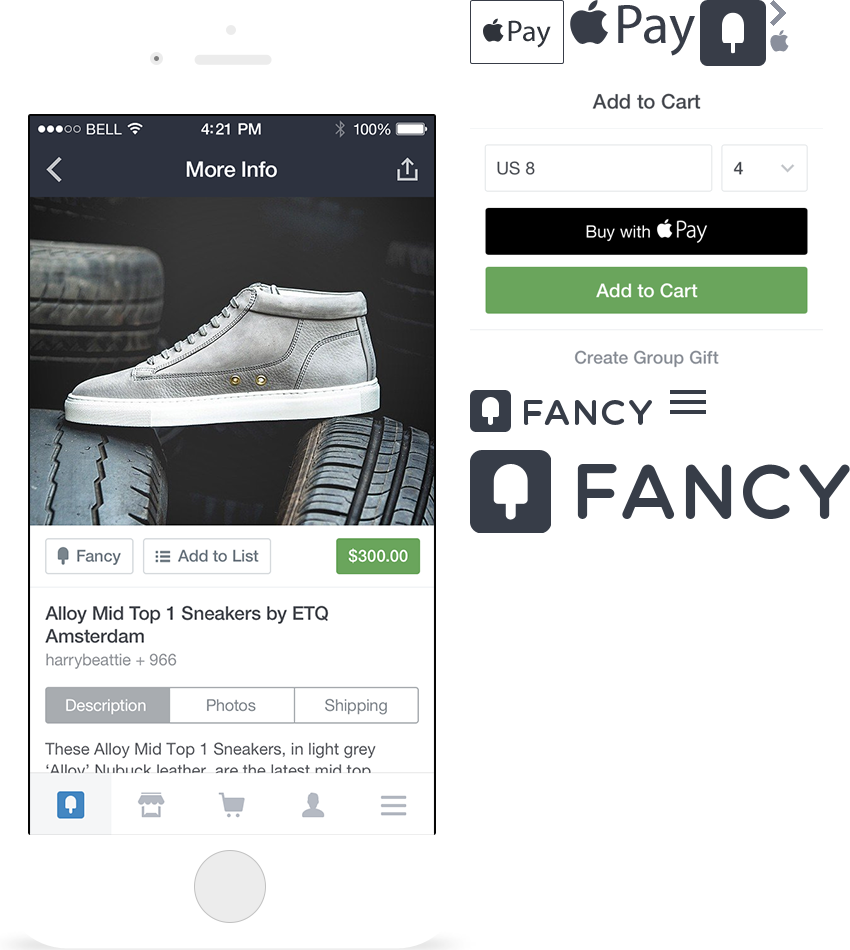 BELL 4:21 PM 100%
More Info
Fancy Add to List $300.00
Alloy Mid Top 1 Sneakers by ETQ
Amsterdam
harrybeattie + 966
Description Photos Shipping
These Alloy Mid Top 1 Sneakers, in light grey
‘Alloy’ Nubuck leather, are the latest mid top
Pay Pay
Add to Cart
US 8 4
Buy with Pay
Add to Cart
Create Group Gift
FANCY
FANCY